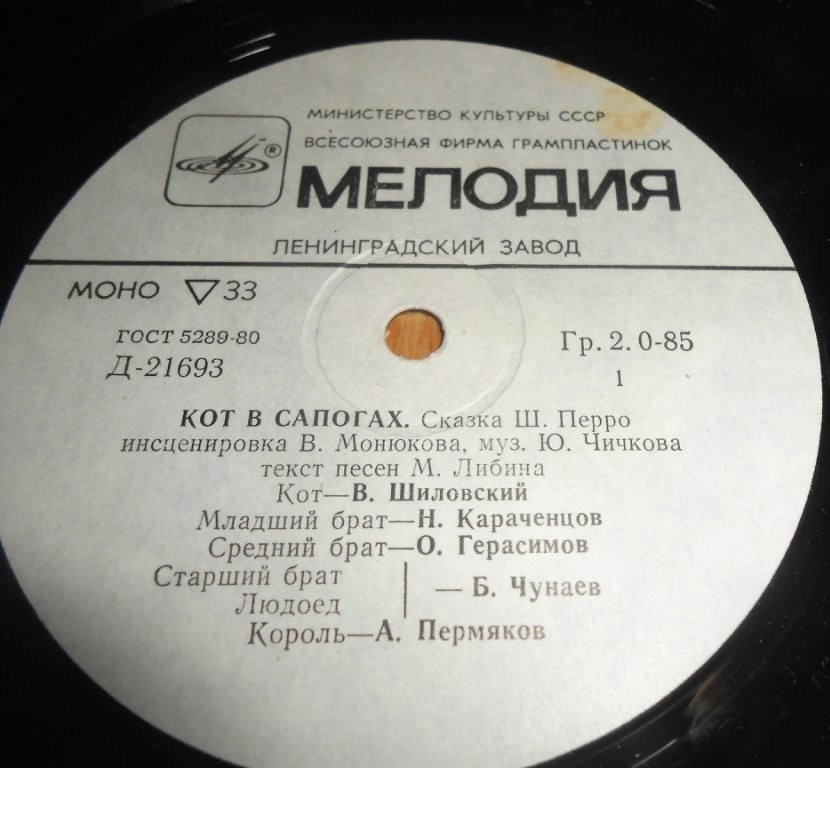 МИНИСТЕРСТВО КУЛЬТУРЫ СССР
ВСЕСОЮЗНАЯ ФИРМА ГРАМПЛАСТИНОК
®
МЕЛОДИЯ
ЛЕНИНГРАДСКИЙ ЗАВОД
МОНО ▽ 33
ГОСТ 5289-80
Д-21693
Гр. 2. 0-85
1
КОТ В САПОГАХ. Сказка Ш. Перро
инсценировка В. Монюкова, муз. Ю. Чичкова
текст песен М. Либина
Кот—В. Шиловский
Младший брат—Н. Караченцов
Средний брат—О. Герасимов
Старший брат
Людоед
— Б. Чунаев
Король—А. Пермяков